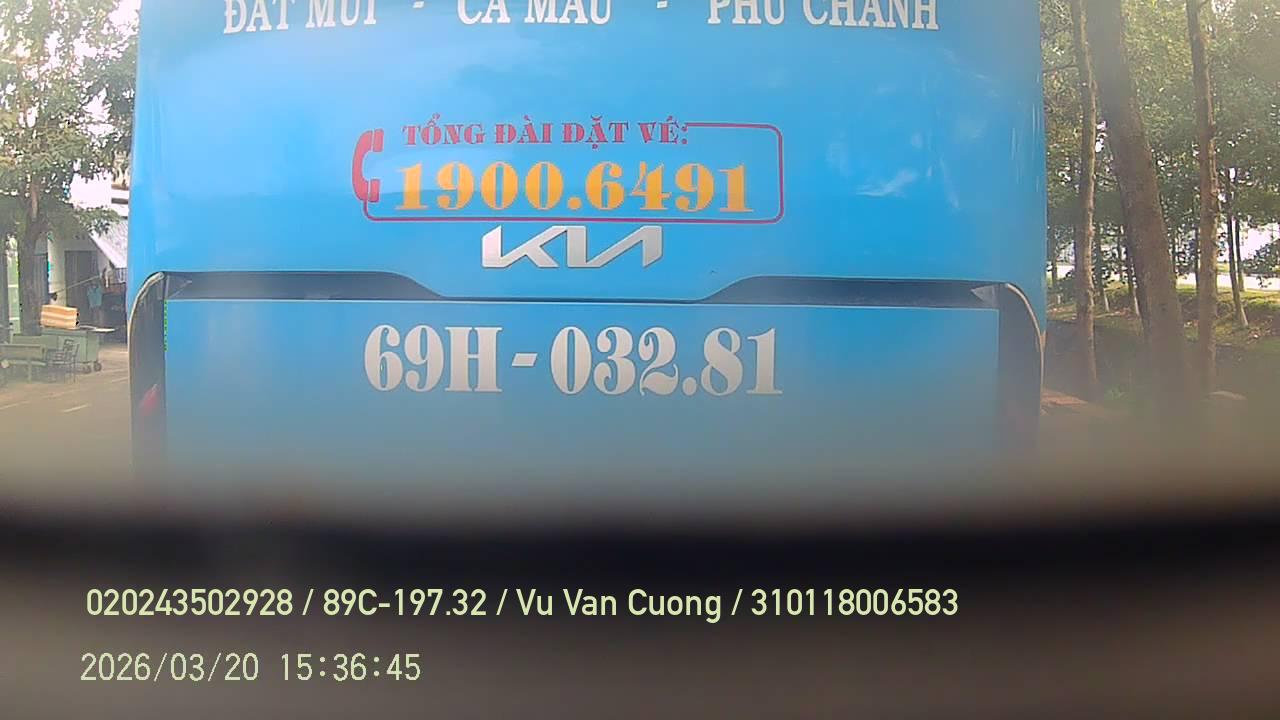 ĐẤT MŨI - CÀ MAU - PHÚ CHÁNH
TỔNG ĐÀI ĐẶT VÉ:
1900.6491
KIA
69H-032.81
020243502928 / 89C-197.32 / Vu Van Cuong / 310118006583
2026/03/20 15:36:45